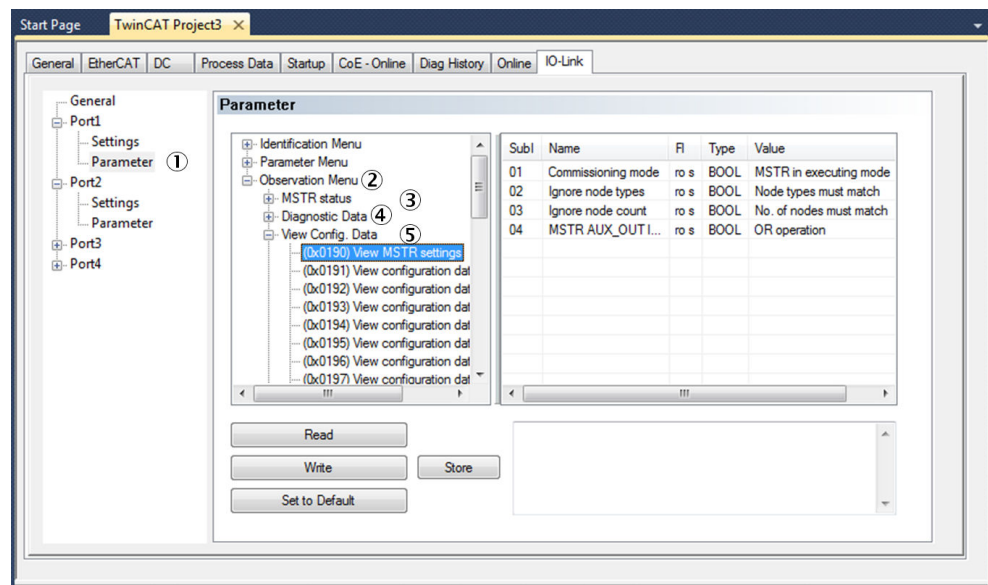 Start Page TwinCAT Project3
General EtherCAT DC Process Data Startup CoE - Online Diag History Online IO-Link
General
Port1
Settings
Parameter ①
Port2
Settings
Parameter
Port3
Port4
Parameter
Identification Menu
Parameter Menu
Observation Menu ②
MSTR status ③
Diagnostic Data ④
View Config. Data ⑤
(0x0190) View MSTR settings
(0x0191) View configuration dat
(0x0192) View configuration dat
(0x0193) View configuration dat
(0x0194) View configuration dat
(0x0195) View configuration dat
(0x0196) View configuration dat
(0x0197) View configuration dat
SubI Name Fl Type Value
01 Commissioning mode ro s BOOL MSTR in executing mode
02 Ignore node types ro s BOOL Node types must match
03 Ignore node count ro s BOOL No. of nodes must match
04 MSTR AUX_OUT I... ro s BOOL OR operation
Read
Write Store
Set to Default